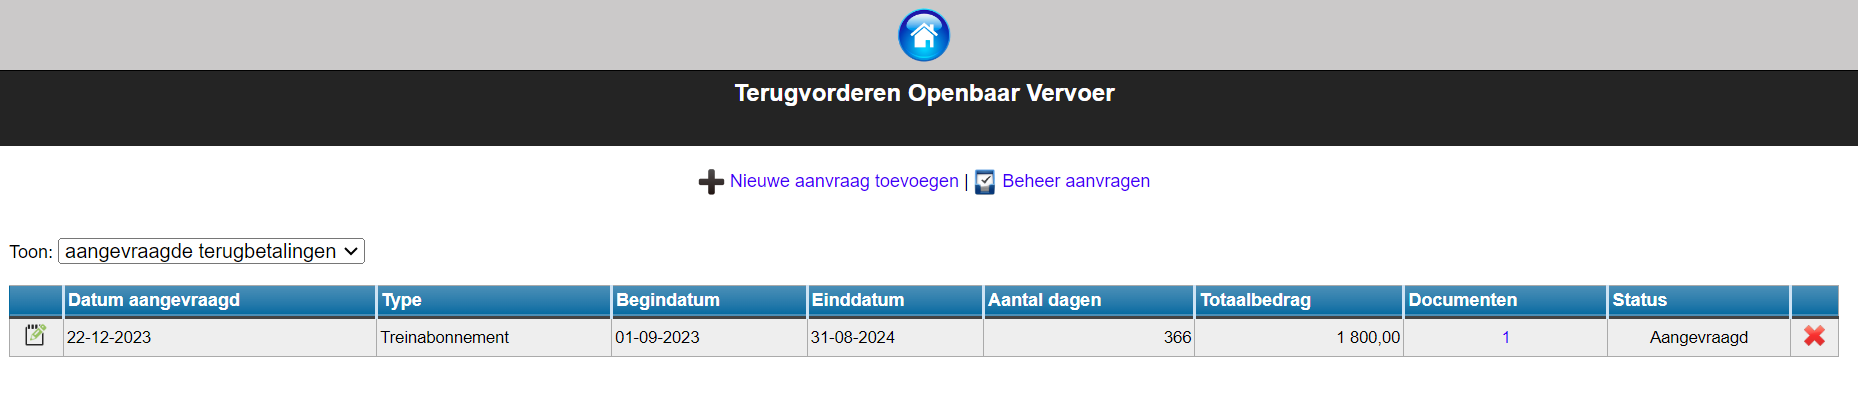 Terugvorderen Openbaar Vervoer
Nieuwe aanvraag toevoegen | Beheer aanvragen
Toon: aangevraagde terugbetalingen
Datum aangevraagd Type Begindatum Einddatum Aantal dagen Totaalbedrag Documenten Status
22-12-2023 Treinabonnement 01-09-2023 31-08-2024 366 1 800,00 1 Aangevraagd